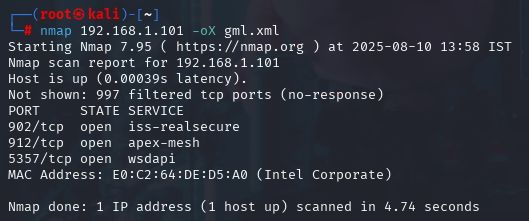 ┌──(root㉿kali)-[~]
└─# nmap 192.168.1.101 -oX gml.xml
Starting Nmap 7.95 ( https://nmap.org ) at 2025-08-10 13:58 IST
Nmap scan report for 192.168.1.101
Host is up (0.00039s latency).
Not shown: 997 filtered tcp ports (no-response)
PORT     STATE SERVICE
902/tcp  open  iss-realsecure
912/tcp  open  apex-mesh
5357/tcp open  wsdapi
MAC Address: E0:C2:64:DE:D5:A0 (Intel Corporate)

Nmap done: 1 IP address (1 host up) scanned in 4.74 seconds